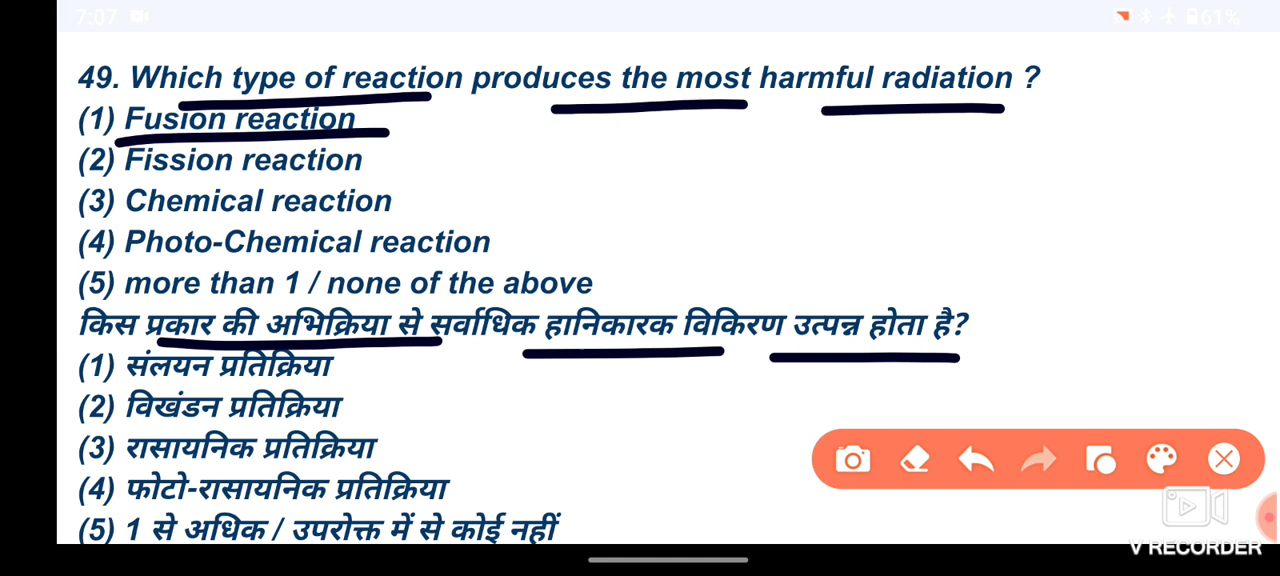 7:07
61%
49. Which type of reaction produces the most harmful radiation ?
(1) Fusion reaction
(2) Fission reaction
(3) Chemical reaction
(4) Photo-Chemical reaction
(5) more than 1 / none of the above
किस प्रकार की अभिक्रिया से सर्वाधिक हानिकारक विकिरण उत्पन्न होता है?
(1) संलयन प्रतिक्रिया
(2) विखंडन प्रतिक्रिया
(3) रासायनिक प्रतिक्रिया
(4) फोटो-रासायनिक प्रतिक्रिया
(5) 1 से अधिक / उपरोक्त में से कोई नहीं
V RECORDER